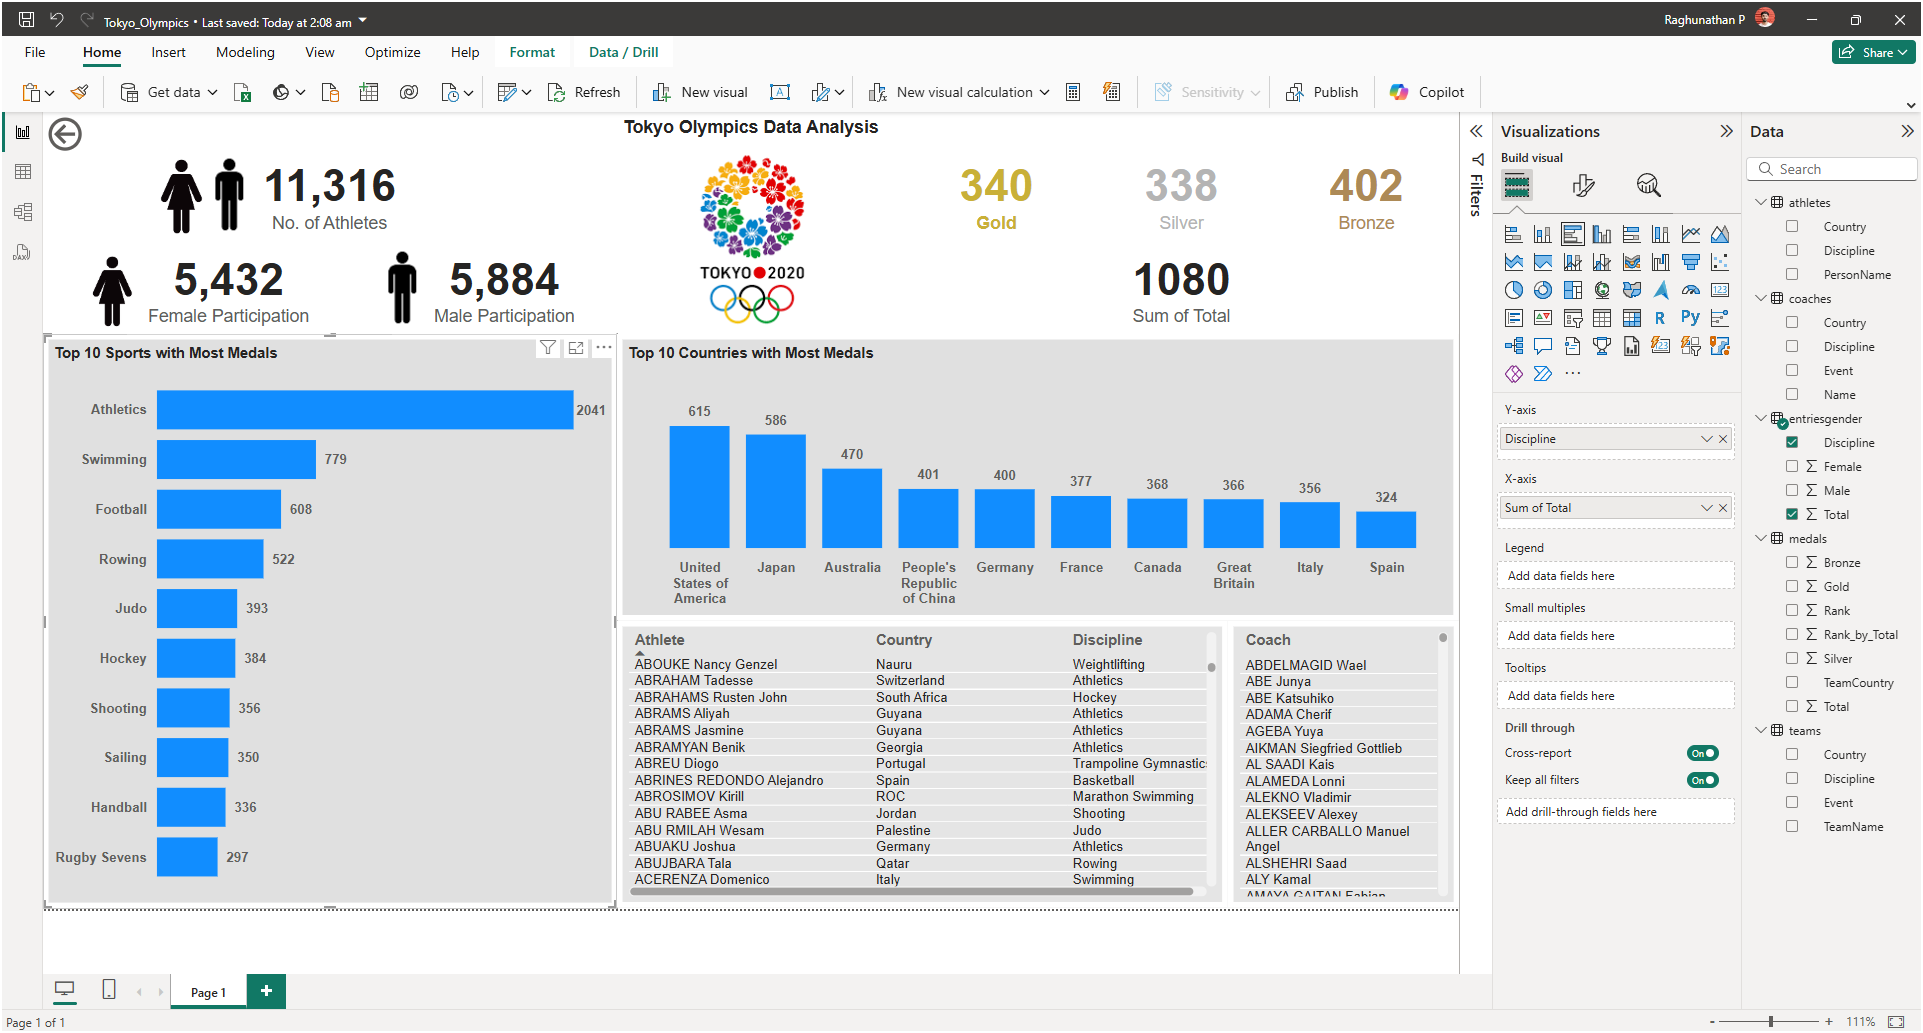 Tokyo_Olympics • Last saved: Today at 2:08 am
Raghunathan P
File Home Insert Modeling View Optimize Help Format Data / Drill
Share
Get data
Refresh
New visual
New visual calculation
Sensitivity
Publish
Copilot
Tokyo Olympics Data Analysis
11,316
No. of Athletes
5,432
Female Participation
5,884
Male Participation
TOKYO 2020
340
Gold
338
Silver
402
Bronze
1080
Sum of Total
Top 10 Sports with Most Medals
Athletics 2041
Swimming 779
Football 608
Rowing 522
Judo 393
Hockey 384
Shooting 356
Sailing 350
Handball 336
Rugby Sevens 297
Top 10 Countries with Most Medals
615 586 470 401 400 377 368 366 356 324
United States of America
Japan
Australia
People's Republic of China
Germany
France
Canada
Great Britain
Italy
Spain
Athlete Country Discipline
ABOUKE Nancy Genzel Nauru Weightlifting
ABRAHAM Tadesse Switzerland Athletics
ABRAHAMS Rusten John South Africa Hockey
ABRAMS Aliyah Guyana Athletics
ABRAMS Jasmine Guyana Athletics
ABRAMYAN Benik Georgia Athletics
ABREU Diogo Portugal Trampoline Gymnastic
ABRINES REDONDO Alejandro Spain Basketball
ABROSIMOV Kirill ROC Marathon Swimming
ABU RABEE Asma Jordan Shooting
ABU RMILAH Wesam Palestine Judo
ABUAKU Joshua Germany Athletics
ABUJBARA Tala Qatar Rowing
ACERENZA Domenico Italy Swimming
Coach
ABDELMAGID Wael
ABE Junya
ABE Katsuhiko
ADAMA Cherif
AGEBA Yuya
AIKMAN Siegfried Gottlieb
AL SAADI Kais
ALAMEDA Lonni
ALEKNO Vladimir
ALEKSEEV Alexey
ALLER CARBALLO Manuel
Angel
ALSHEHRI Saad
ALY Kamal
AMAYA GAITAN Fabian
Filters
Visualizations
Build visual
R
Py
123
Y-axis
Discipline
X-axis
Sum of Total
Legend
Add data fields here
Small multiples
Add data fields here
Tooltips
Add data fields here
Drill through
Cross-report On
Keep all filters On
Add drill-through fields here
Data
Search
athletes
Country
Discipline
PersonName
coaches
Country
Discipline
Event
Name
entriesgender
Discipline
Σ Female
Σ Male
Σ Total
medals
Σ Bronze
Σ Gold
Σ Rank
Σ Rank_by_Total
Σ Silver
TeamCountry
Σ Total
teams
Country
Discipline
Event
TeamName
Page 1
+
Page 1 of 1
- + 111%